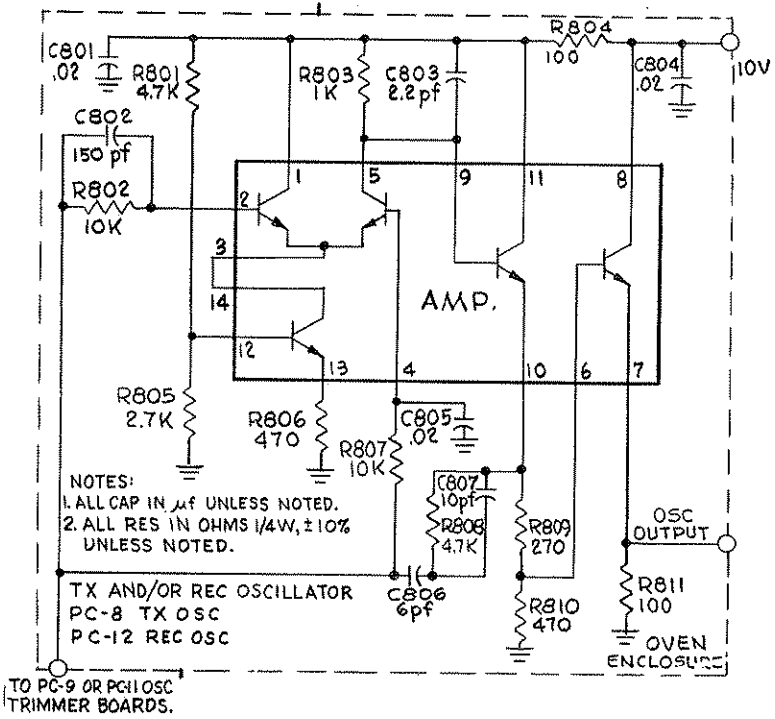 R804
100
10V
C801
.02
R801
4.7K
R803
1K
C803
2.2pf
C804
.02
C802
150 pf
R802
10K
1
5
9
11
8
2
3
14
12
AMP.
13
4
10
6
7
R805
2.7K
R806
470
R807
10K
C805
.02
C807
10pf
R808
4.7K
R809
270
OSC
OUTPUT
NOTES:
1. ALL CAP IN µf UNLESS NOTED.
2. ALL RES IN OHMS 1/4W, ±10%
UNLESS NOTED.
C806
6pf
R810
470
R811
100
TX AND/OR REC OSCILLATOR
PC-8 TX OSC
PC-12 REC OSC
OVEN
ENCLOSURE
TO PC-9 OR PC-11 OSC
TRIMMER BOARDS.